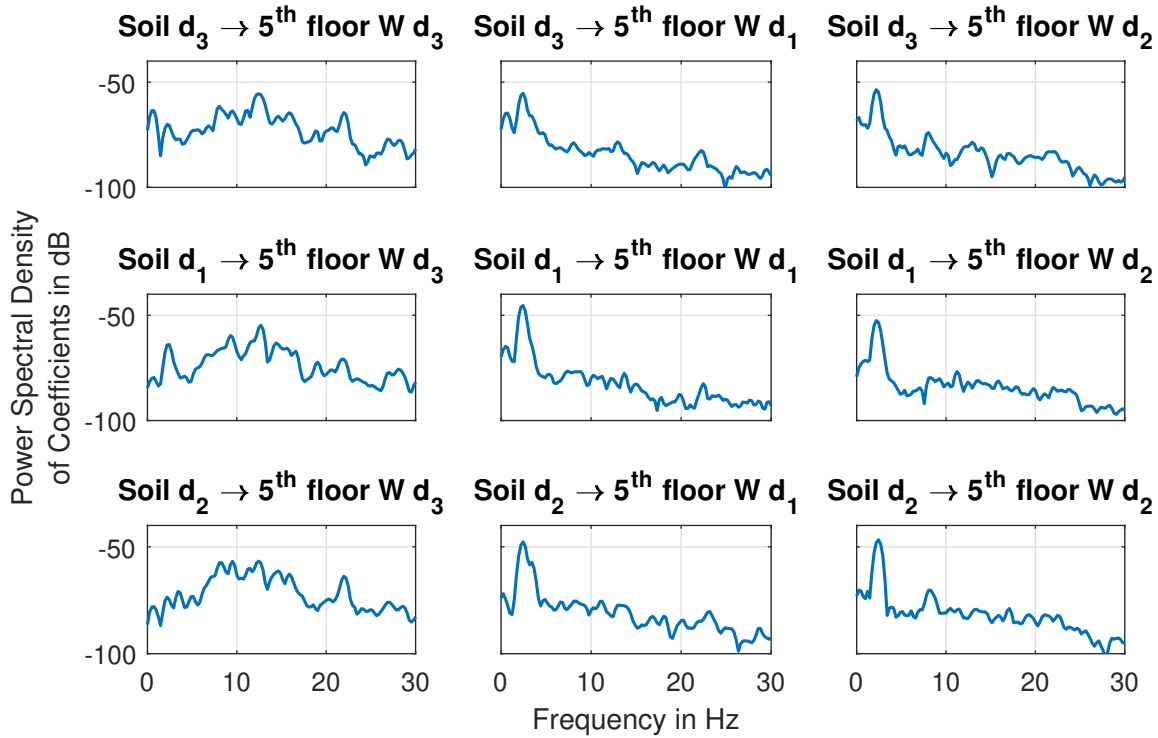 Soil d₃ → 5ᵗʰ floor W d₃
Soil d₃ → 5ᵗʰ floor W d₁
Soil d₃ → 5ᵗʰ floor W d₂
-50
-100
Soil d₁ → 5ᵗʰ floor W d₃
Soil d₁ → 5ᵗʰ floor W d₁
Soil d₁ → 5ᵗʰ floor W d₂
-50
-100
Soil d₂ → 5ᵗʰ floor W d₃
Soil d₂ → 5ᵗʰ floor W d₁
Soil d₂ → 5ᵗʰ floor W d₂
-50
-100
0 10 20 30
0 10 20 30
0 10 20 30
Power Spectral Density
of Coefficients in dB
Frequency in Hz